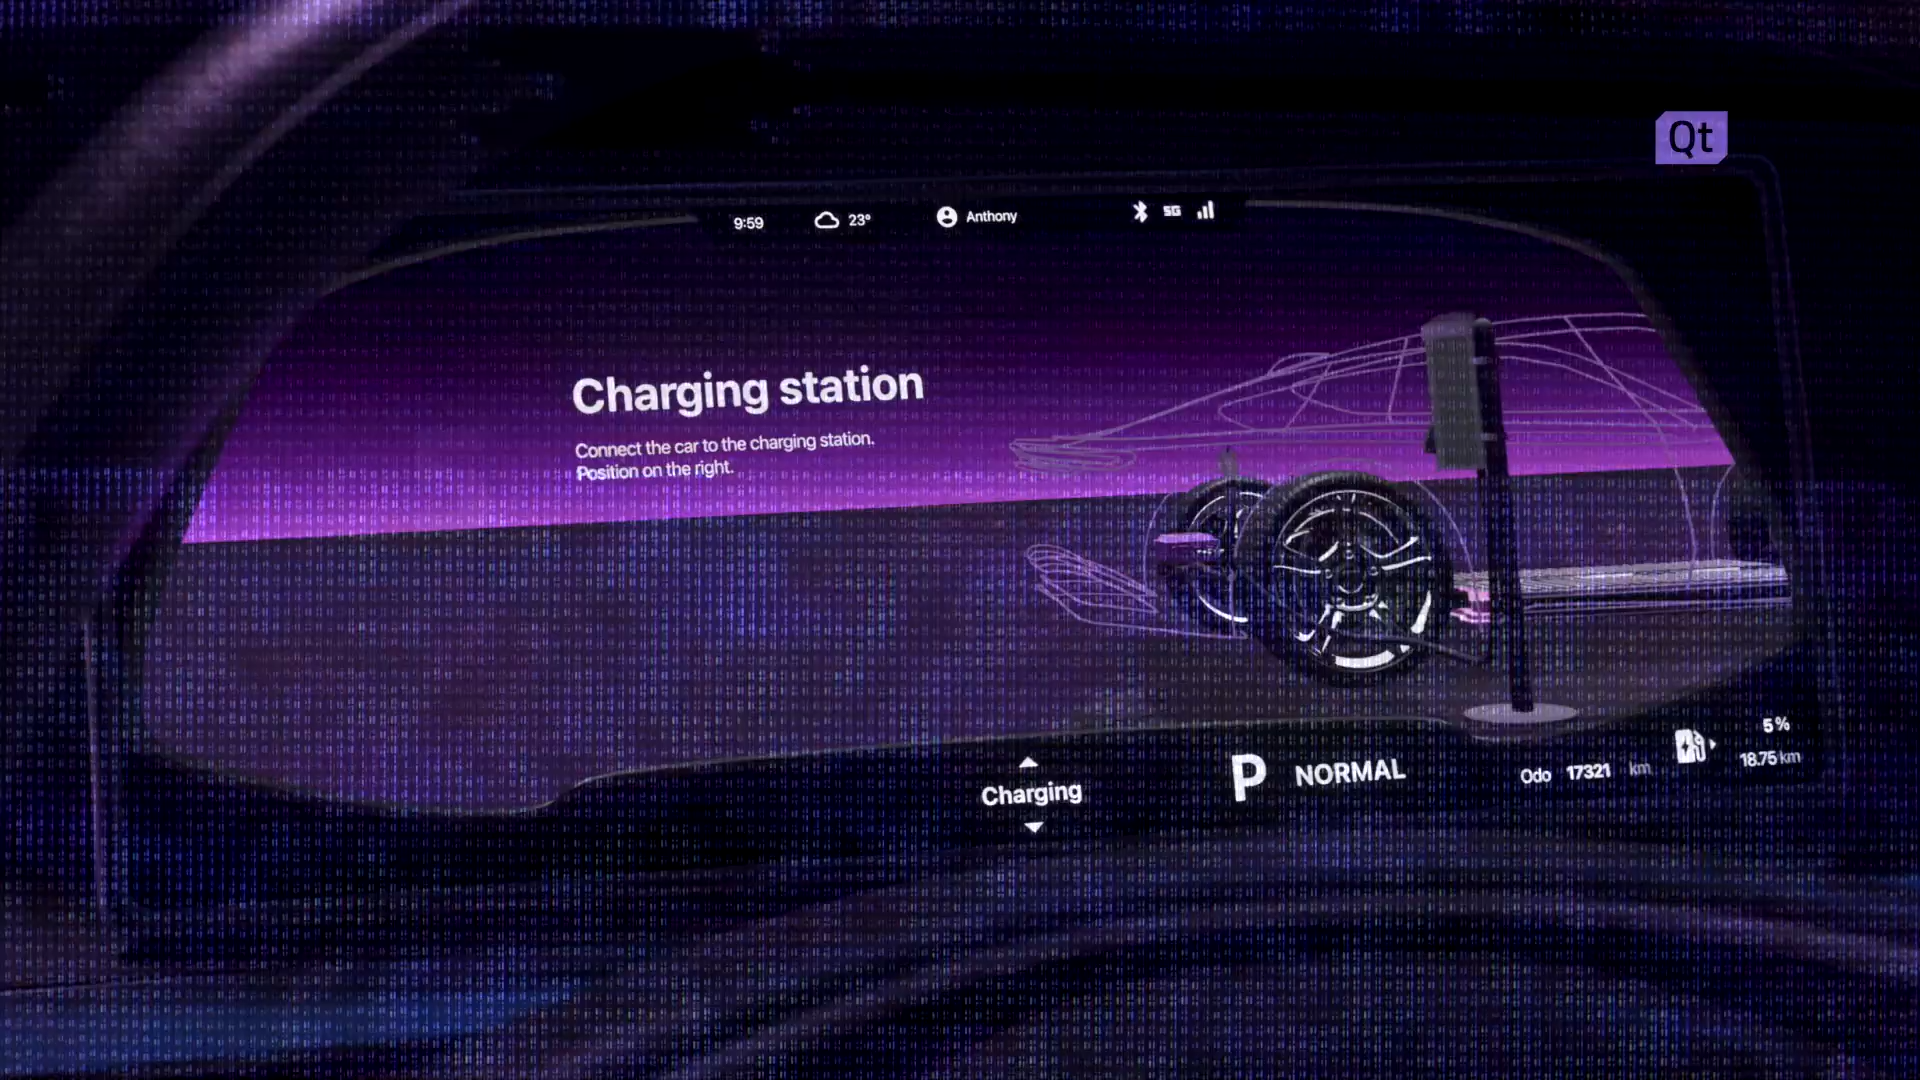 Qt
9:59
23°
Anthony
5G
Charging station
Connect the car to the charging station.
Position on the right.
Charging
P
NORMAL
Odo 17321 km
5%
18.75 km